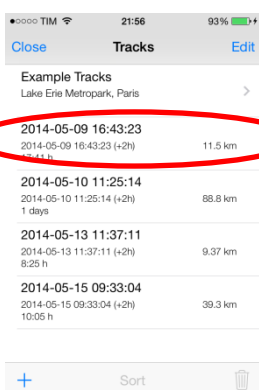 TIM 21:56 93%
Close Tracks Edit
Example Tracks
Lake Erie Metropark, Paris
2014-05-09 16:43:23
2014-05-09 16:43:23 (+2h) 11.5 km
17:41 h
2014-05-10 11:25:14
2014-05-10 11:25:14 (+2h) 88.8 km
1 days
2014-05-13 11:37:11
2014-05-13 11:37:11 (+2h) 9.37 km
8:25 h
2014-05-15 09:33:04
2014-05-15 09:33:04 (+2h) 39.3 km
10:05 h
+ Sort